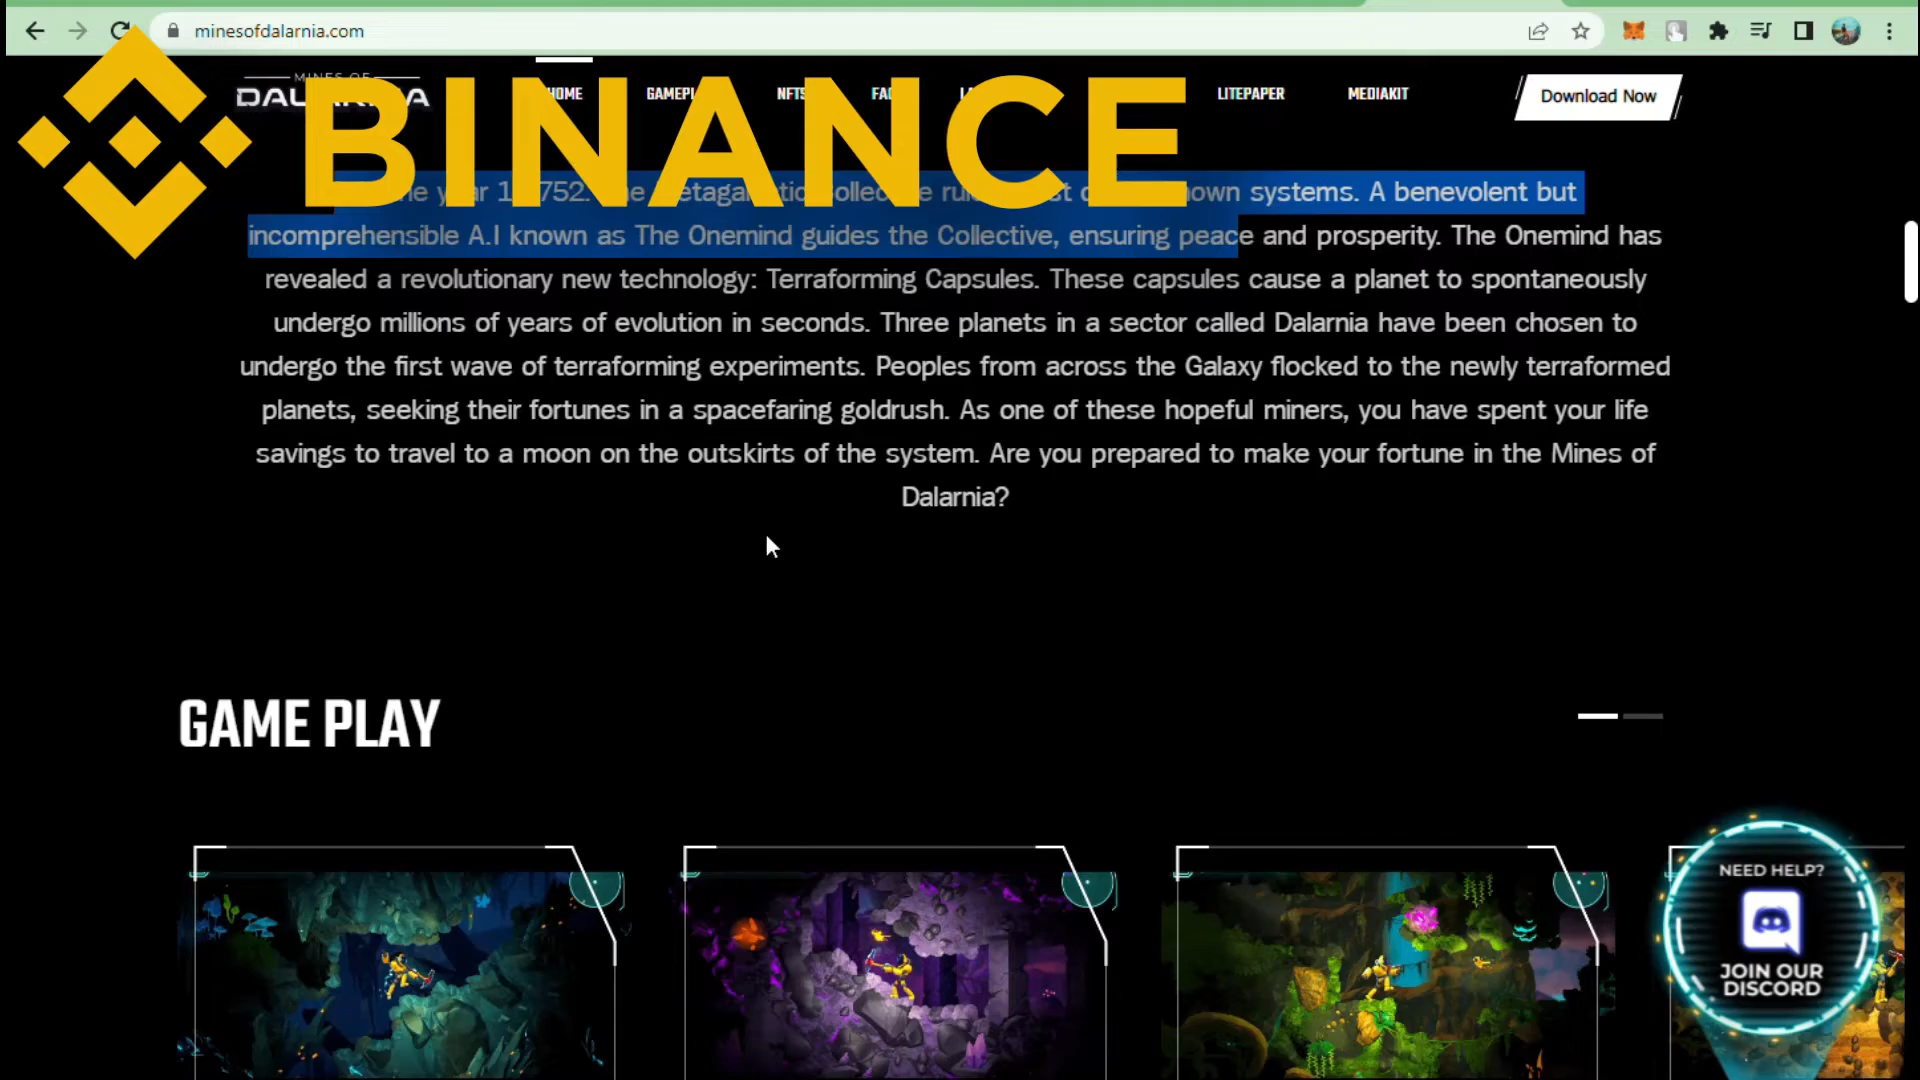 minesofdalarnia.com
BINANCE
MINES OF
HOME
NFTS
LITEPAPER
MEDIAKIT
Download Now
known systems. A benevolent but
incomprehensible A.I known as The Onemind guides the Collective, ensuring peace and prosperity. The Onemind has
revealed a revolutionary new technology: Terraforming Capsules. These capsules cause a planet to spontaneously
undergo millions of years of evolution in seconds. Three planets in a sector called Dalarnia have been chosen to
undergo the first wave of terraforming experiments. Peoples from across the Galaxy flocked to the newly terraformed
planets, seeking their fortunes in a spacefaring goldrush. As one of these hopeful miners, you have spent your life
savings to travel to a moon on the outskirts of the system. Are you prepared to make your fortune in the Mines of
Dalarnia?
GAME PLAY
NEED HELP?
JOIN OUR
DISCORD